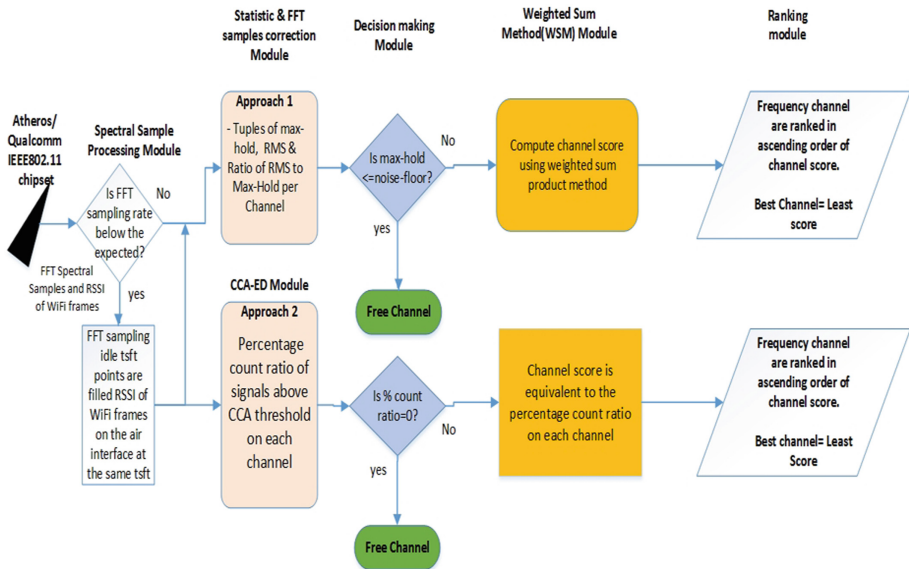 Statistic & FFT
samples correction
Module
Decision making
Module
Weighted Sum
Method(WSM) Module
Ranking
module
Atheros/
Qualcomm
IEEE802.11
chipset
Spectral Sample
Processing Module
Is FFT
sampling rate
below the
expected?
No
yes
FFT Spectral
Samples and RSSI
of WiFi frames
FFT sampling
idle tsft
points are
filled RSSI of
WiFi frames
on the air
interface at
the same tsft
Approach 1
- Tuples of max-
hold, RMS &
Ratio of RMS to
Max-Hold per
Channel
Is max-hold
<=noise-floor?
No
yes
Free Channel
Compute channel score
using weighted sum
product method
Frequency channel
are ranked in
ascending order of
channel score.
Best Channel= Least
score
CCA-ED Module
Approach 2
Percentage
count ratio of
signals above
CCA threshold
on each
channel
Is % count
ratio=0?
No
yes
Free Channel
Channel score is
equivalent to the
percentage count ratio
on each channel
Frequency channel
are ranked in
ascending order of
channel score.
Best channel= Least
Score